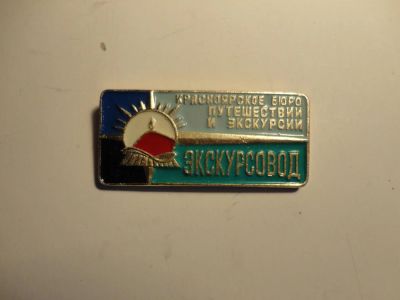 КРАСНОЯРСКОЕ БЮРО
ПУТЕШЕСТВИЙ
И ЭКСКУРСИЙ
ЭКСКУРСОВОД